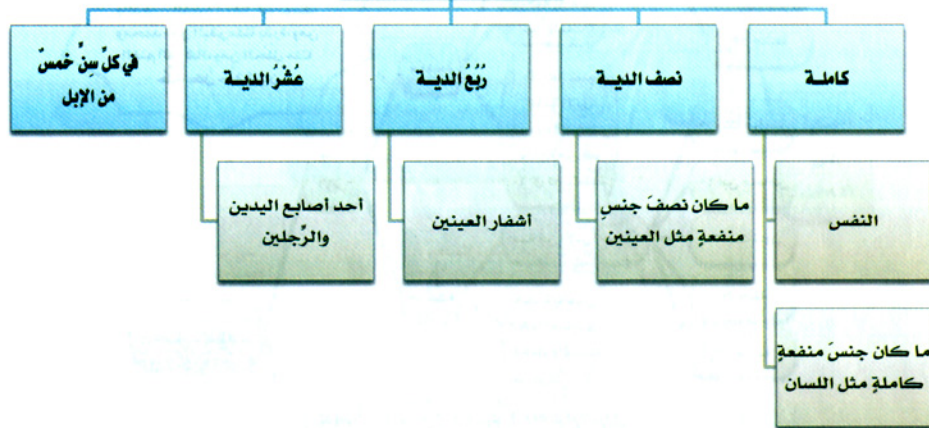 كاملة
النفس
ما كان جنسَ منفعةٍ
كاملةٍ مثل اللسان
نصف الدية
ما كان نصفَ جنسِ
منفعةٍ مثل العينين
رُبُعُ الدية
أشفار العينين
عُشْرُ الدية
أحد أصابع اليدين
والرِّجلين
في كلِّ سِنٍّ خمسٌ
من الإبل